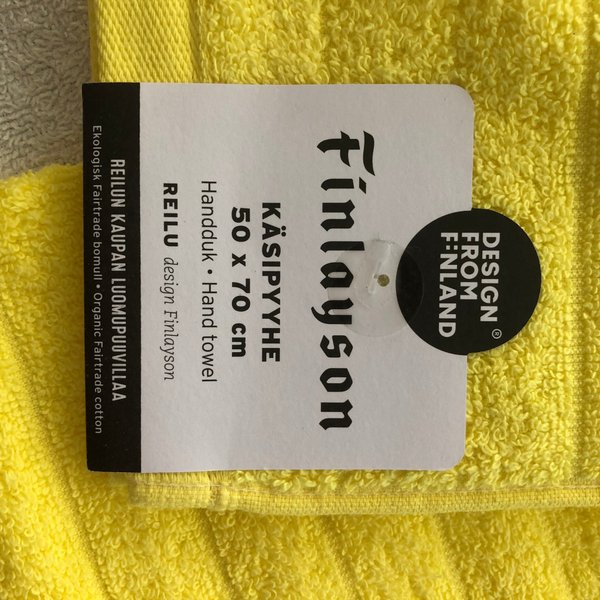 Finlayson
KÄSIPYYHE
50 x 70 cm
Handduk • Hand towel
REILU design Finlayson
REILUN KAUPAN LUOMUPUUVILLAA
Ekologisk Fairtrade bomull • Organic Fairtrade cotton
DESIGN
FROM
FINLAND®